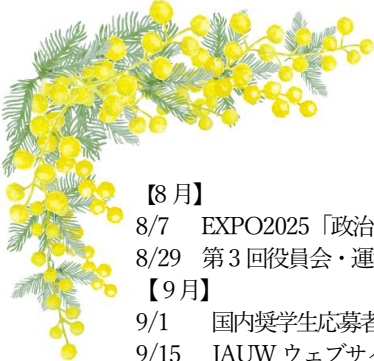 【8 月】
8/7 EXPO2025「政治
8/29 第 3 回役員会・運
【9 月】
9/1 国内奨学生応募者
9/15 JAUW ウェブサイ